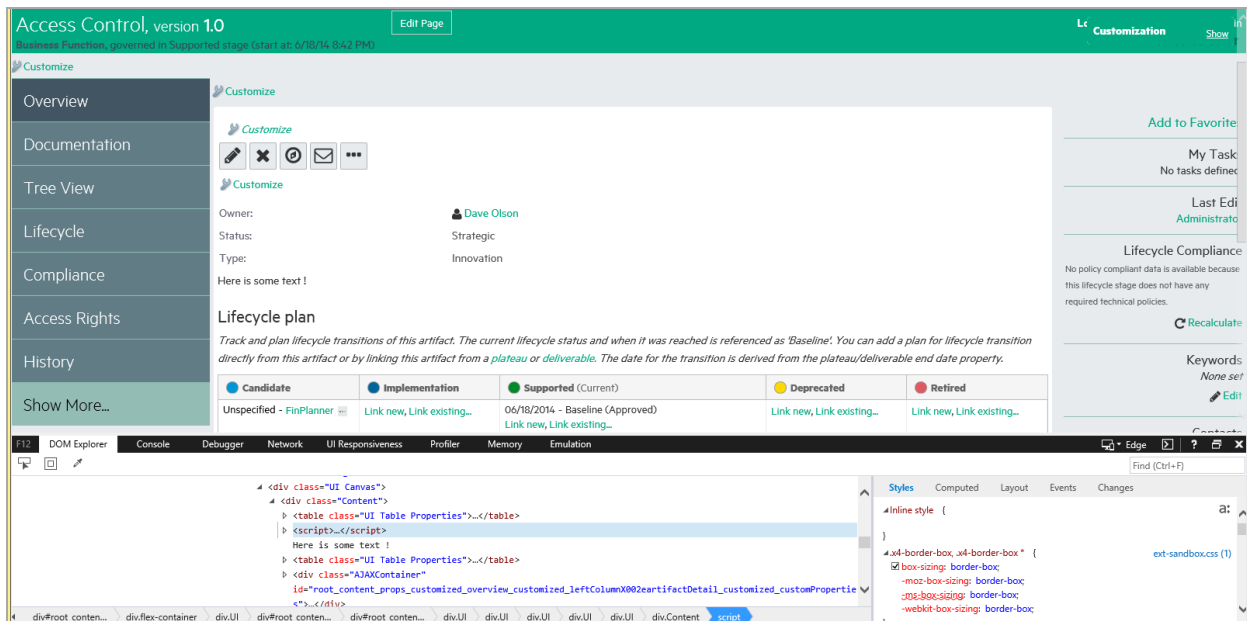 Access Control, version 1.0
Edit Page
Customization
Show
Business Function, governed in Supported stage (start at: 6/18/14 8:42 PM)
Customize
Overview
Documentation
Tree View
Lifecycle
Compliance
Access Rights
History
Show More...
Customize
Customize
Customize
Owner: Dave Olson
Status: Strategic
Type: Innovation
Here is some text !
Lifecycle plan
Track and plan lifecycle transitions of this artifact. The current lifecycle status and when it was reached is referenced as 'Baseline'. You can add a plan for lifecycle transition
directly from this artifact or by linking this artifact from a plateau or deliverable. The date for the transition is derived from the plateau/deliverable end date property.
Candidate Implementation Supported (Current) Deprecated Retired
Unspecified - FinPlanner ... Link new, Link existing... 06/18/2014 - Baseline (Approved) Link new, Link existing... Link new, Link existing...
Link new, Link existing...
Add to Favorite
My Task
No tasks defined
Last Edi
Administrato
Lifecycle Compliance
No policy compliant data is available because
this lifecycle stage does not have any
required technical policies.
Recalculate
Keywords
None set
Edit
Contacts
F12 DOM Explorer Console Debugger Network UI Responsiveness Profiler Memory Emulation Edge ?
Find (Ctrl+F)
<div class="UI Canvas">
<div class="Content">
<table class="UI Table Properties">…</table>
<script>…</script>
Here is some text !
<table class="UI Table Properties">…</table>
<div class="AJAXContainer"
id="root_content_props_customized_overview_customized_leftColumnX002eartifactDetail_customized_customPropertie
s">…</div>
div#root_conten... div.flex-container div.UI div#root_conten... div#root_conten... div.UI div.UI div.UI div.UI div.UI div.Content script
Styles Computed Layout Events Changes
Inline style {
a:
}
.x4-border-box, .x4-border-box * { ext-sandbox.css (1)
box-sizing: border-box;
-moz-box-sizing: border-box;
-ms-box-sizing: border-box;
-webkit-box-sizing: border-box;